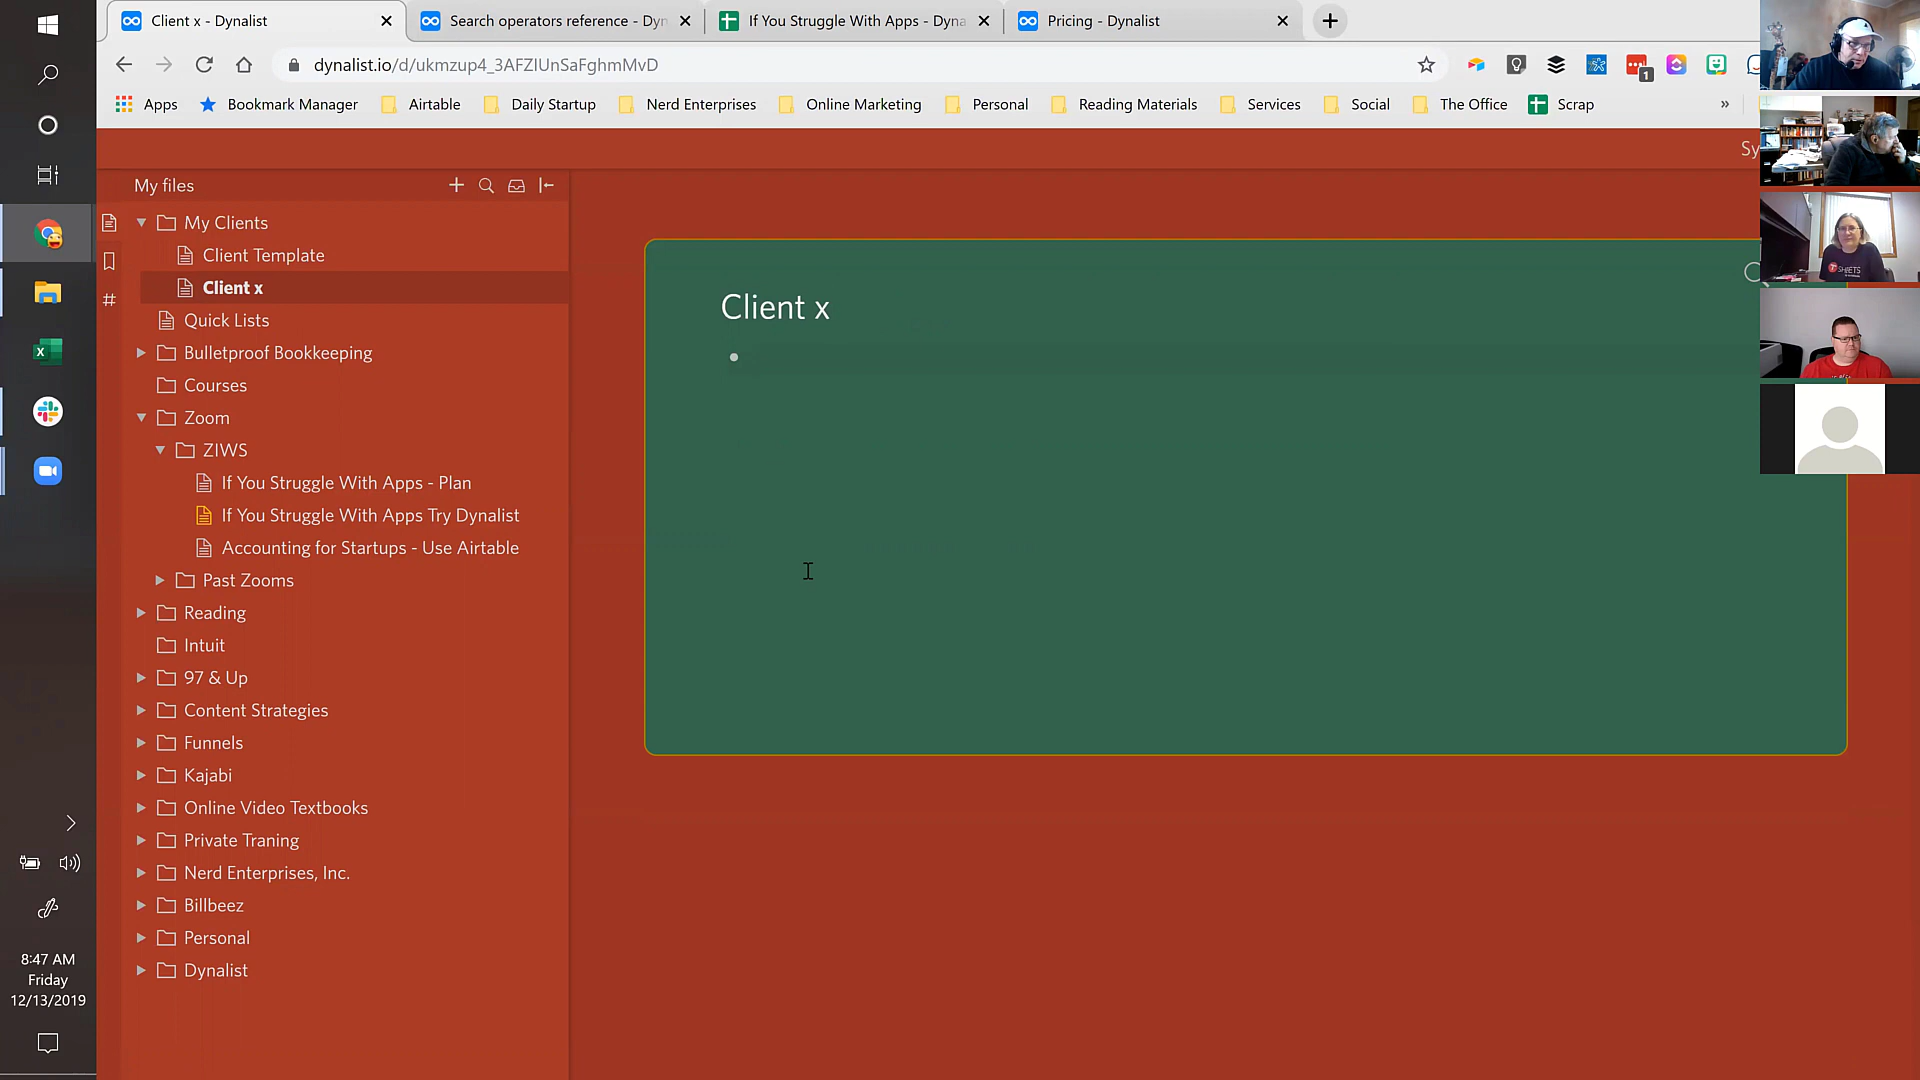 Client x - Dynalist
Search operators reference - Dyn
If You Struggle With Apps - Dyna
Pricing - Dynalist
dynalist.io/d/ukmzup4_3AFZIUnSaFghmMvD
1
Apps
Bookmark Manager
Airtable
Daily Startup
Nerd Enterprises
Online Marketing
Personal
Reading Materials
Services
Social
The Office
Scrap
»
Sy
My files
My Clients
Client Template
Client x
Quick Lists
Bulletproof Bookkeeping
Courses
Zoom
ZIWS
If You Struggle With Apps - Plan
If You Struggle With Apps Try Dynalist
Accounting for Startups - Use Airtable
Past Zooms
Reading
Intuit
97 & Up
Content Strategies
Funnels
Kajabi
Online Video Textbooks
Private Traning
Nerd Enterprises, Inc.
Billbeez
Personal
Dynalist
Client x
8:47 AM
Friday
12/13/2019